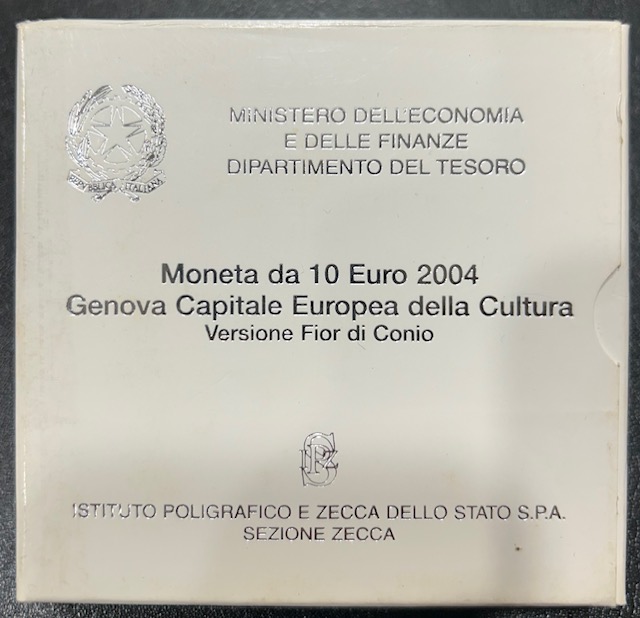 REPVBBLICA ITALIANA
MINISTERO DELL'ECONOMIA
E DELLE FINANZE
DIPARTIMENTO DEL TESORO
Moneta da 10 Euro 2004
Genova Capitale Europea della Cultura
Versione Fior di Conio
ISTITUTO POLIGRAFICO E ZECCA DELLO STATO S.P.A.
SEZIONE ZECCA